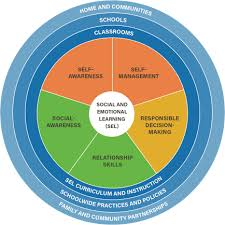 HOME AND COMMUNITIES
SCHOOLS
CLASSROOMS
SELF-
AWARENESS
SELF-
MANAGEMENT
SOCIAL AND
EMOTIONAL
LEARNING
(SEL)
SOCIAL-
AWARENESS
RESPONSIBLE
DECISION-
MAKING
RELATIONSHIP
SKILLS
SEL CURRICULUM AND INSTRUCTION
SCHOOLWIDE PRACTICES AND POLICIES
FAMILY AND COMMUNITY PARTNERSHIPS